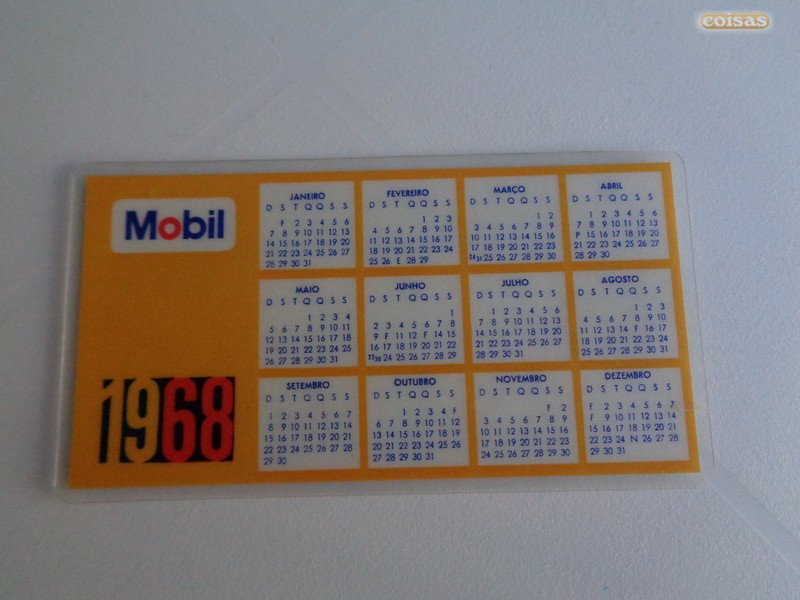 coisas
Mobil
1968
JANEIRO
D S T Q Q S S
F 2 3 4 5 6
7 8 9 10 11 12 13
14 15 16 17 18 19 20
21 22 23 24 25 26 27
28 29 30 31
FEVEREIRO
D S T Q Q S S
1 2 3
4 5 6 7 8 9 10
11 12 13 14 15 16 17
18 19 20 21 22 23 24
25 26 E 28 29
MARÇO
D S T Q Q S S
1 2
3 4 5 6 7 8 9
10 11 12 13 14 15 16
17 18 19 20 21 22 23
24 31 25 26 27 28 29 30
ABRIL
D S T Q Q S S
1 2 3 4 5 6
7 8 9 10 11 12 13
P 15 16 17 18 19 20
21 22 23 24 25 26 27
28 29 30
MAIO
D S T Q Q S S
1 2 3 4
5 6 7 8 9 10 11
12 13 14 15 16 17 18
19 20 21 22 23 24 25
26 27 28 29 30 31
JUNHO
D S T Q Q S S
1
2 3 4 5 6 7 8
9 F 11 12 F 14 15
16 17 18 19 20 21 22
23 30 24 25 26 27 28 29
JULHO
D S T Q Q S S
1 2 3 4 5 6
7 8 9 10 11 12 13
14 15 16 17 18 19 20
21 22 23 24 25 26 27
28 29 30 31
AGOSTO
D S T Q Q S S
1 2 3
4 5 6 7 8 9 10
11 12 13 14 F 16 17
18 19 20 21 22 23 24
25 26 27 28 29 30 31
SETEMBRO
D S T Q Q S S
1 2 3 4 5 6 7
8 9 10 11 12 13 14
15 16 17 18 19 20 21
22 23 24 25 26 27 28
29 30
OUTUBRO
D S T Q Q S S
1 2 3 4 F
6 7 8 9 10 11 12
13 14 15 16 17 18 19
20 21 22 23 24 25 26
27 28 29 30 31
NOVEMBRO
D S T Q Q S S
F 2
3 4 5 6 7 8 9
10 11 12 13 14 15 16
17 18 19 20 21 22 23
24 25 26 27 28 29 30
DEZEMBRO
D S T Q Q S S
F 2 3 4 5 6 7
F 9 10 11 12 13 14
15 16 17 18 19 20 21
22 23 24 N 26 27 28
29 30 31